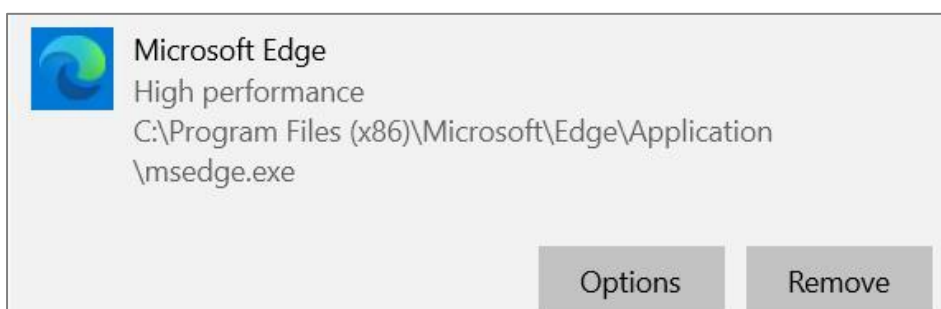 Microsoft Edge
High performance
C:\Program Files (x86)\Microsoft\Edge\Application
\msedge.exe
Options
Remove